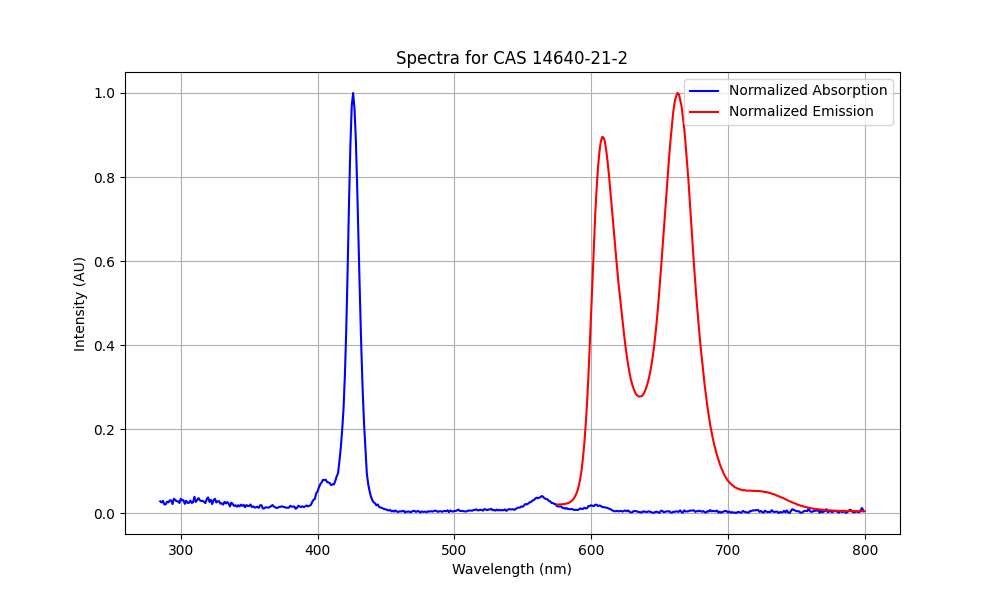 Spectra for CAS 14640-21-2
Normalized Absorption
Normalized Emission
1.0
0.8
0.6
0.4
0.2
0.0
Intensity (AU)
300 400 500 600 700 800
Wavelength (nm)